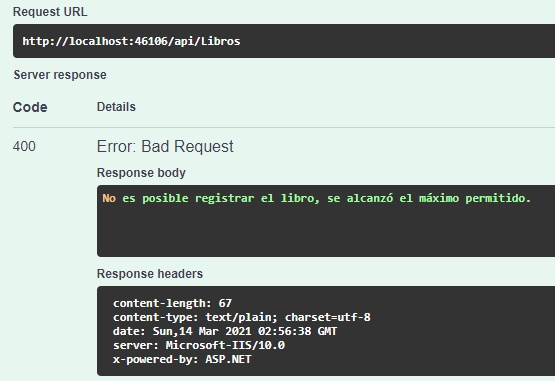 Request URL
http://localhost:46106/api/Libros
Server response
Code Details
400 Error: Bad Request
Response body
No es posible registrar el libro, se alcanzó el máximo permitido.
Response headers
content-length: 67
content-type: text/plain; charset=utf-8
date: Sun,14 Mar 2021 02:56:38 GMT
server: Microsoft-IIS/10.0
x-powered-by: ASP.NET